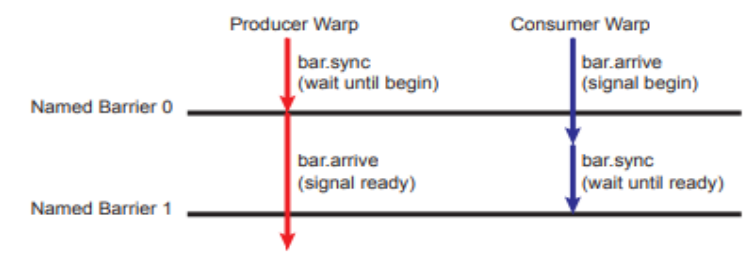 Producer Warp
Consumer Warp
bar.sync
(wait until begin)
bar.arrive
(signal begin)
Named Barrier 0
bar.arrive
(signal ready)
bar.sync
(wait until ready)
Named Barrier 1